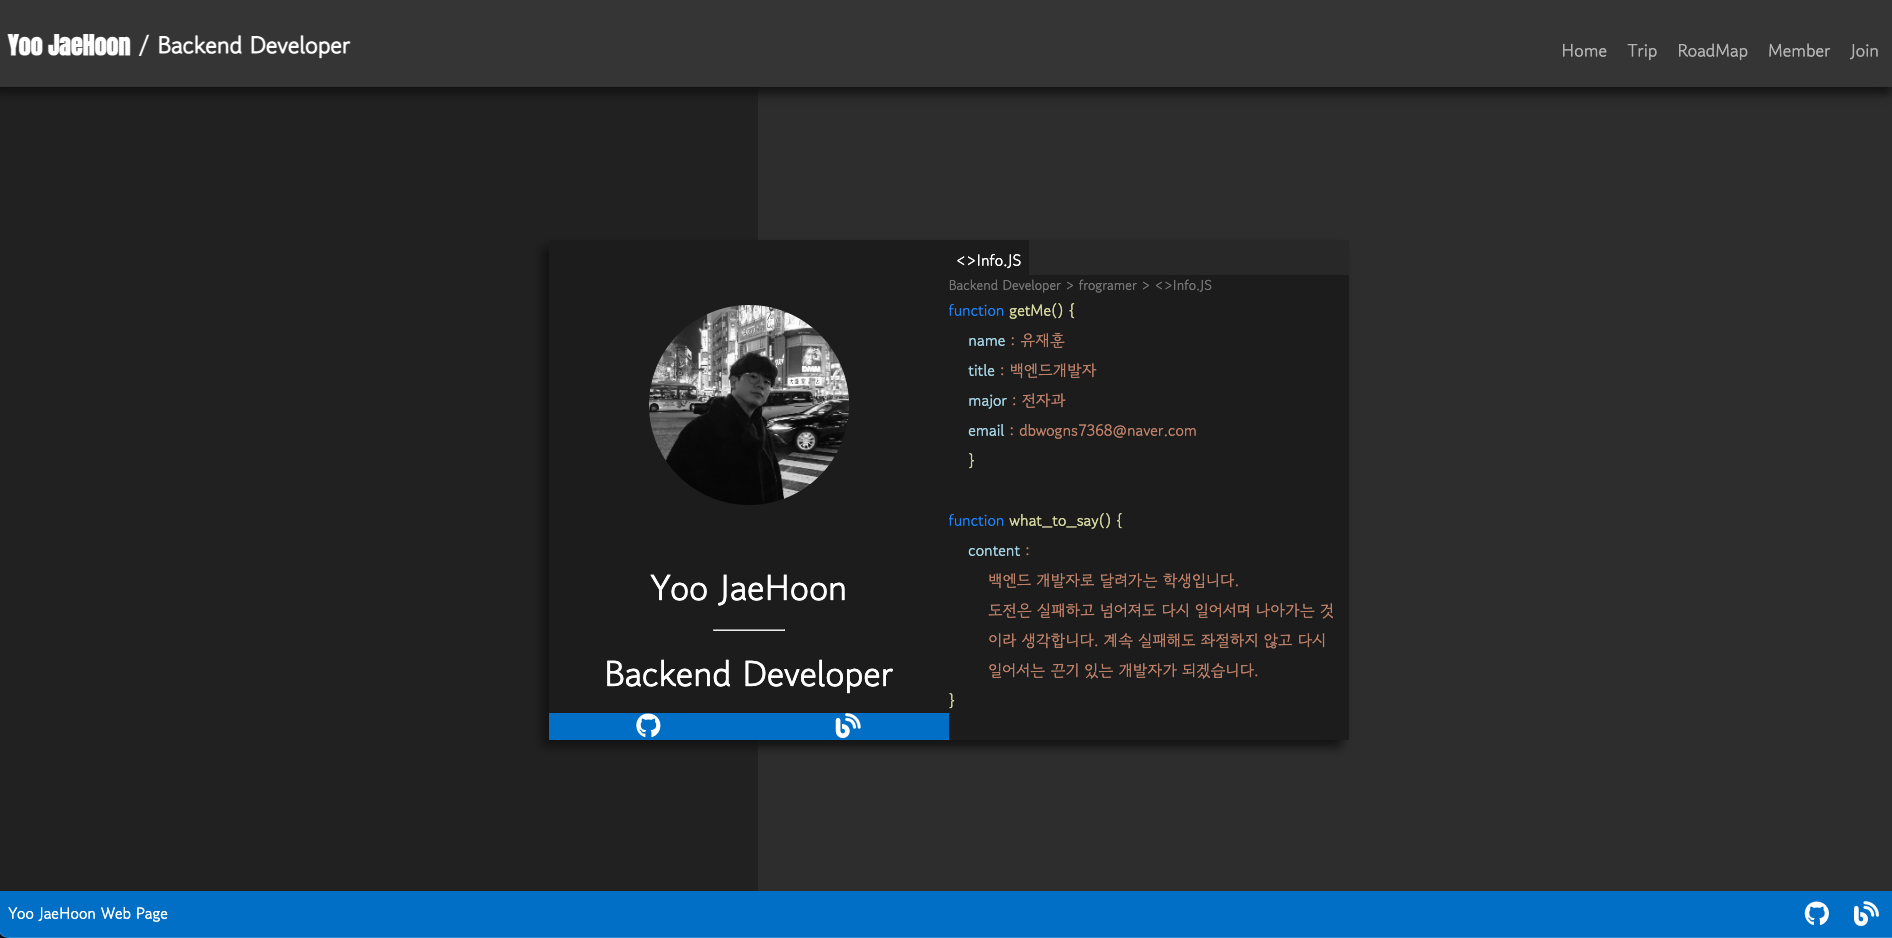 Yoo JaeHoon / Backend Developer
Home Trip RoadMap Member Join
<>Info.JS
Backend Developer > frogramer > <>Info.JS
function getMe() {
name : 유재훈
title : 백엔드개발자
major : 전자과
email : dbwogns7368@naver.com
}
function what_to_say() {
content :
백엔드 개발자로 달려가는 학생입니다.
도전은 실패하고 넘어져도 다시 일어서며 나아가는 것
이라 생각합니다. 계속 실패해도 좌절하지 않고 다시
일어서는 끈기 있는 개발자가 되겠습니다.
}
Yoo JaeHoon
Backend Developer
Yoo JaeHoon Web Page